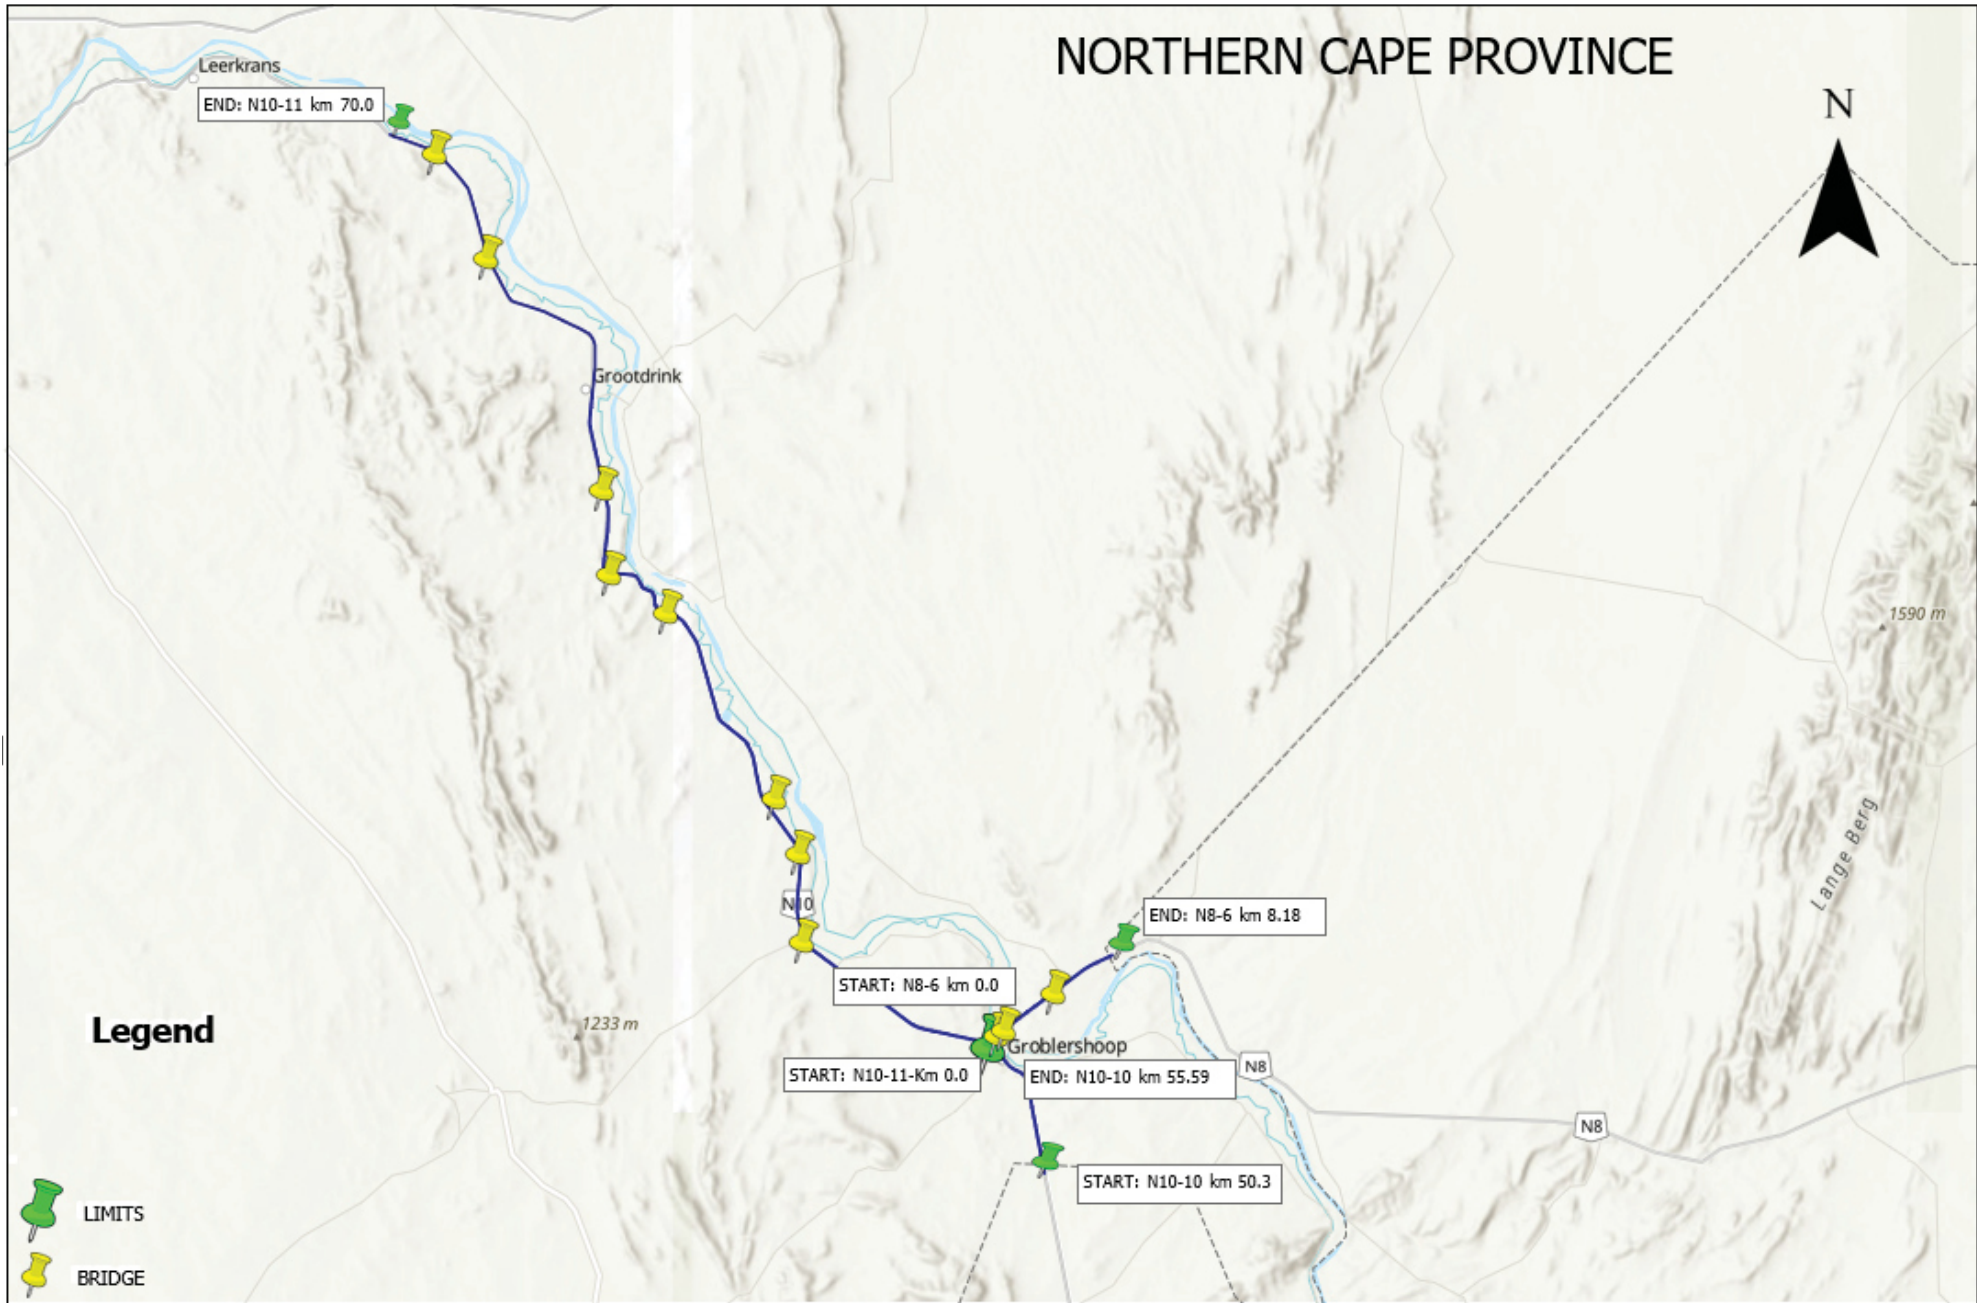 NORTHERN CAPE PROVINCE
Leerkrans
END: N10-11 km 70.0
N
Grootdrink
1590 m
Lange Berg
N10
END: N8-6 km 8.18
START: N8-6 km 0.0
Legend
1233 m
Groblershoop
START: N10-11-Km 0.0
END: N10-10 km 55.59
N8
N8
START: N10-10 km 50.3
LIMITS
BRIDGE